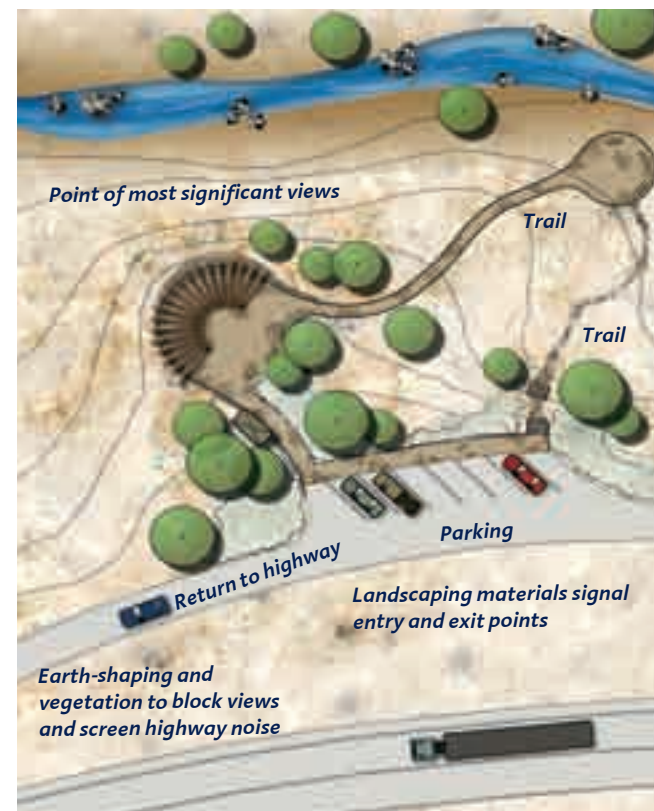 Point of most significant views
Trail
Trail
Parking
Return to highway
Landscaping materials signal
entry and exit points
Earth-shaping and
vegetation to block views
and screen highway noise